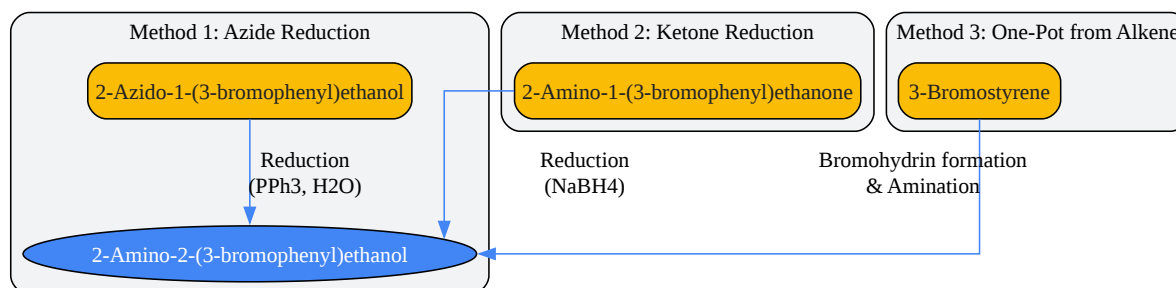 Method 1: Azide Reduction
2-Azido-1-(3-bromophenyl)ethanol
Reduction
(PPh3, H2O)
2-Amino-2-(3-bromophenyl)ethanol
Method 2: Ketone Reduction
2-Amino-1-(3-bromophenyl)ethanone
Reduction
(NaBH4)
Method 3: One-Pot from Alkene
3-Bromostyrene
Bromohydrin formation
& Amination